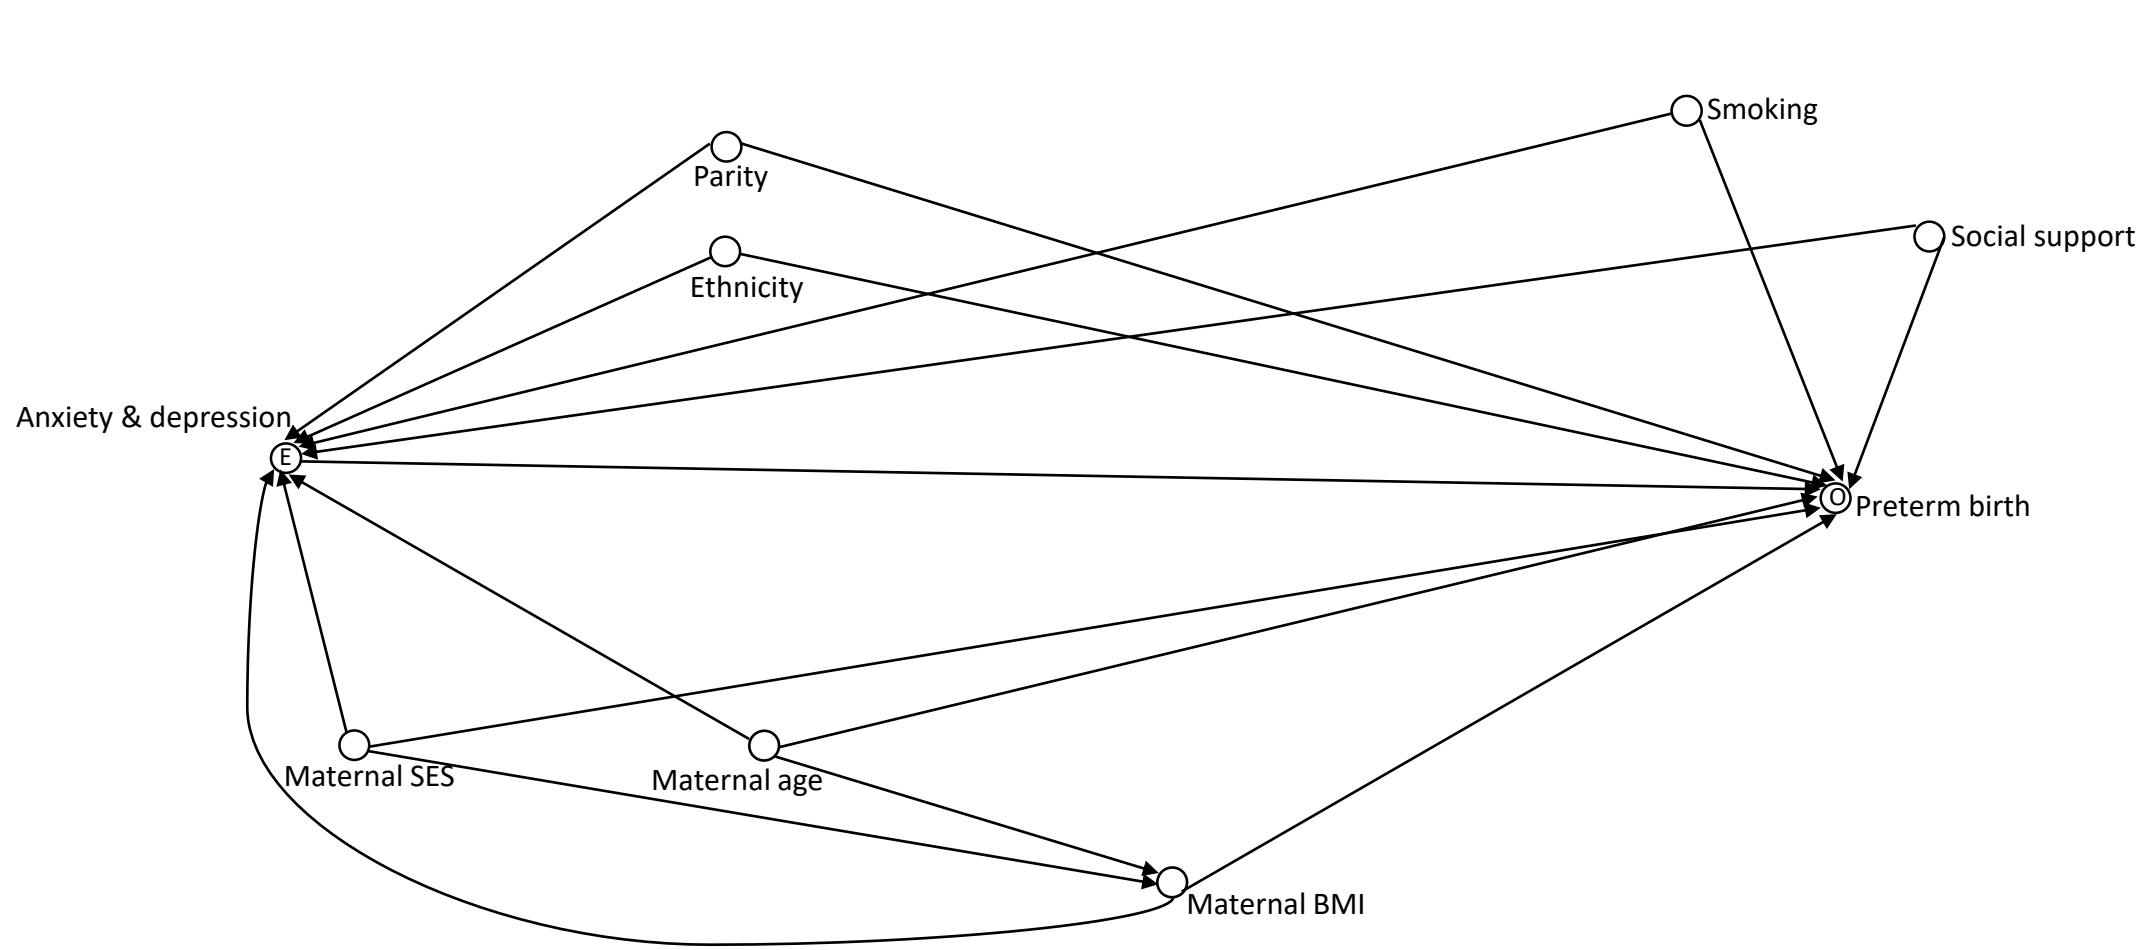 Smoking
Parity
Social support
Ethnicity
Anxiety & depression
E
O
Preterm birth
Maternal SES
Maternal age
Maternal BMI